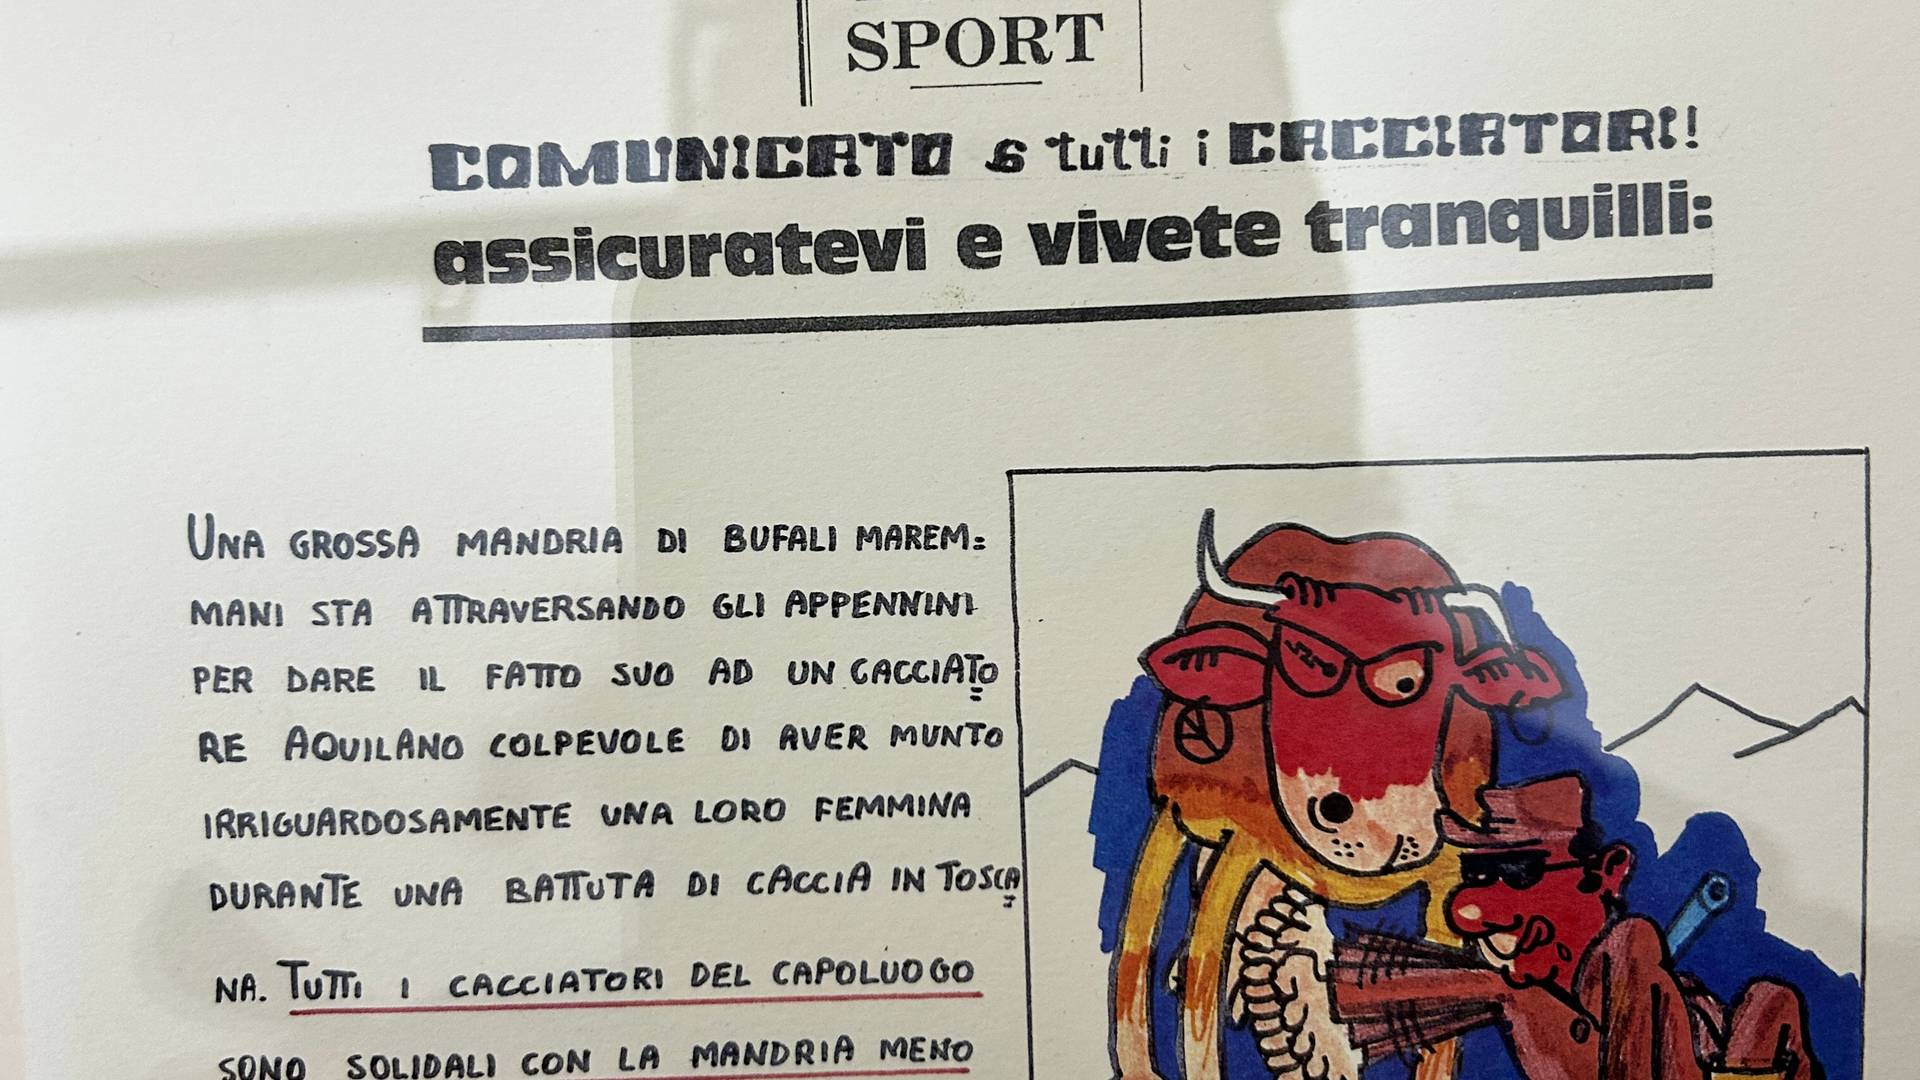 SPORT
COMUNICATO a tutti i CACCIATORI!
assicuratevi e vivete tranquilli:
UNA GROSSA MANDRIA DI BUFALI MAREM=
MANI STA ATTRAVERSANDO GLI APPENNINI
PER DARE IL FATTO SUO AD UN CACCIATO=
RE AQUILANO COLPEVOLE DI AVER MUNTO
IRRIGUARDOSAMENTE UNA LORO FEMMINA
DURANTE UNA BATTUTA DI CACCIA IN TOSCA=
NA. TUTTI I CACCIATORI DEL CAPOLUOGO
SONO SOLIDALI CON LA MANDRIA MENO